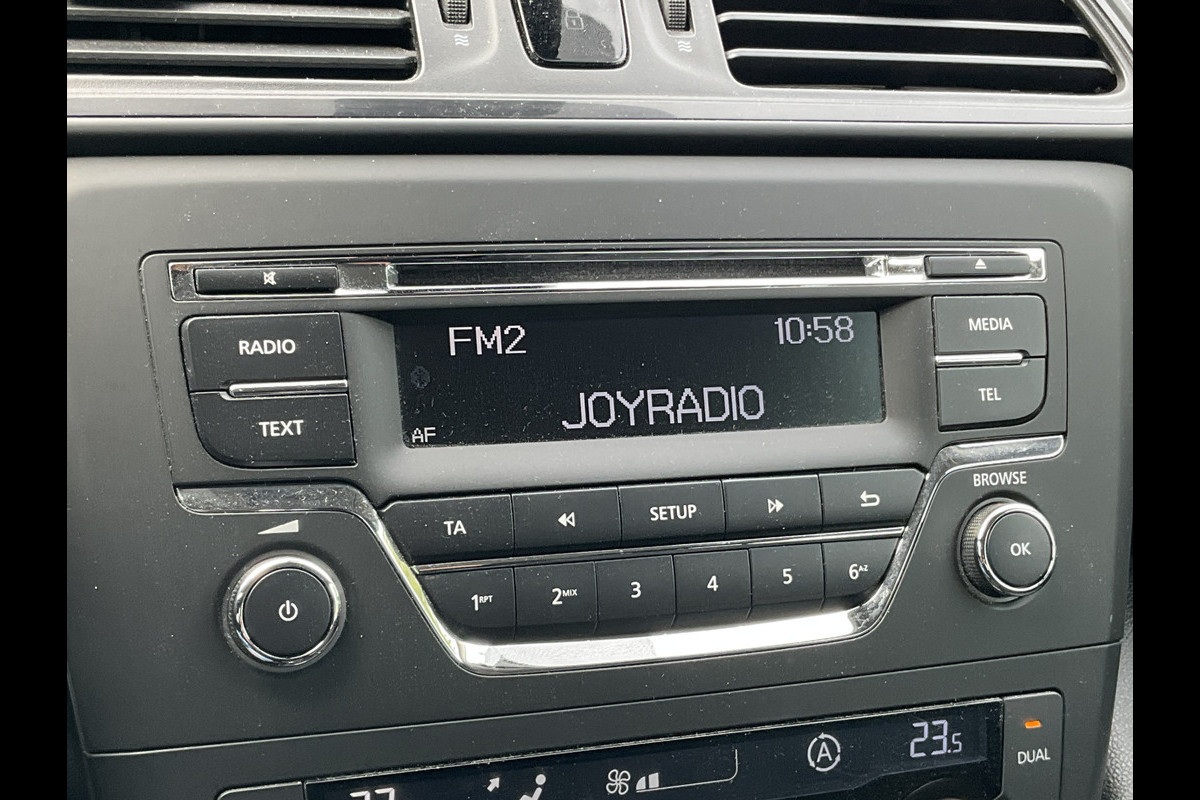 RADIO
TEXT
FM2 10:58
JOYRADIO
AF
MEDIA
TEL
TA SETUP
1RPT 2MIX 3 4 5 6A-Z
BROWSE
OK
A 23.5
DUAL